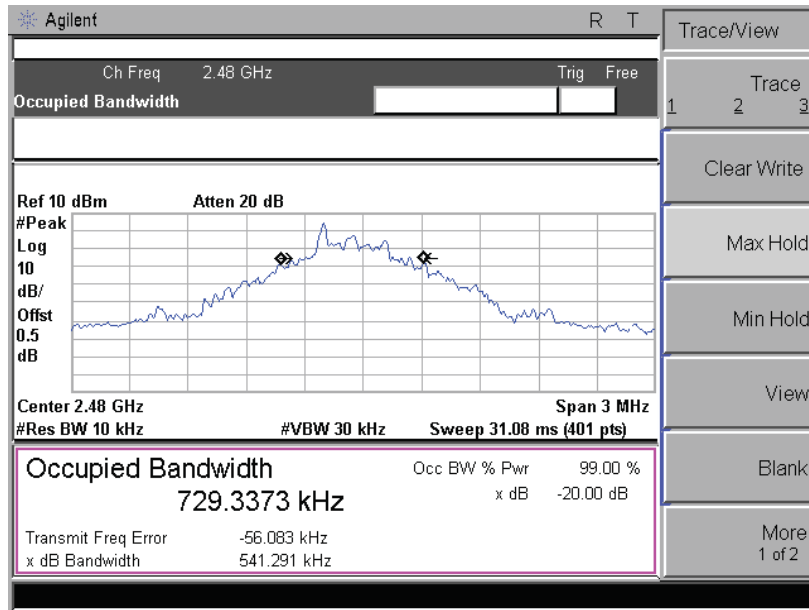 Agilent R T
Trace/View
Ch Freq 2.48 GHz Trig Free
Occupied Bandwidth
Trace
1 2 3
Clear Write
Ref 10 dBm Atten 20 dB
#Peak
Log
10
dB/
Offst
0.5
dB
Max Hold
Min Hold
View
Center 2.48 GHz Span 3 MHz
#Res BW 10 kHz #VBW 30 kHz Sweep 31.08 ms (401 pts)
Occupied Bandwidth
729.3373 kHz
Occ BW % Pwr 99.00 %
x dB -20.00 dB
Transmit Freq Error -56.083 kHz
x dB Bandwidth 541.291 kHz
Blank
More
1 of 2